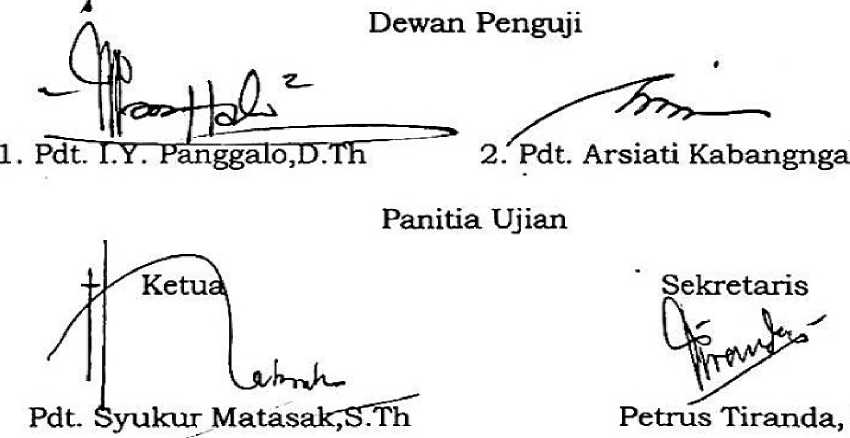 Dewan Penguji
1. Pdt. I.Y. Panggalo,D.Th 2. Pdt. Arsiati Kabangnga
Panitia Ujian
Ketua Sekretaris
Pdt. Syukur Matasak,S.Th Petrus Tiranda,